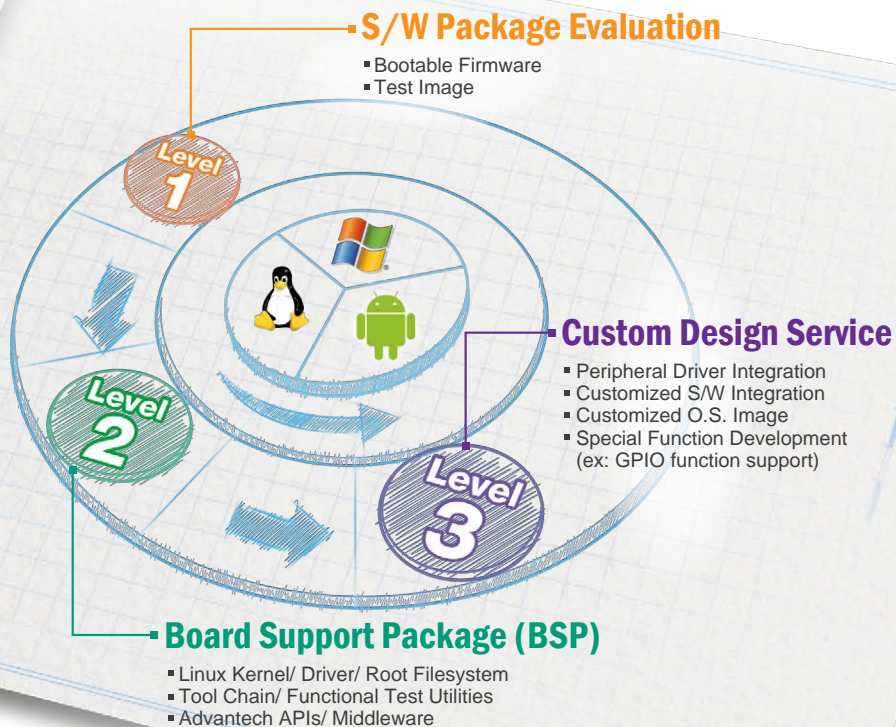 S/W Package Evaluation
▪ Bootable Firmware
▪ Test Image
Level
1
Custom Design Service
▪ Peripheral Driver Integration
▪ Customized S/W Integration
▪ Customized O.S. Image
▪ Special Function Development
(ex: GPIO function support)
Level
2
Level
3
Board Support Package (BSP)
▪ Linux Kernel/ Driver/ Root Filesystem
▪ Tool Chain/ Functional Test Utilities
▪ Advantech APIs/ Middleware